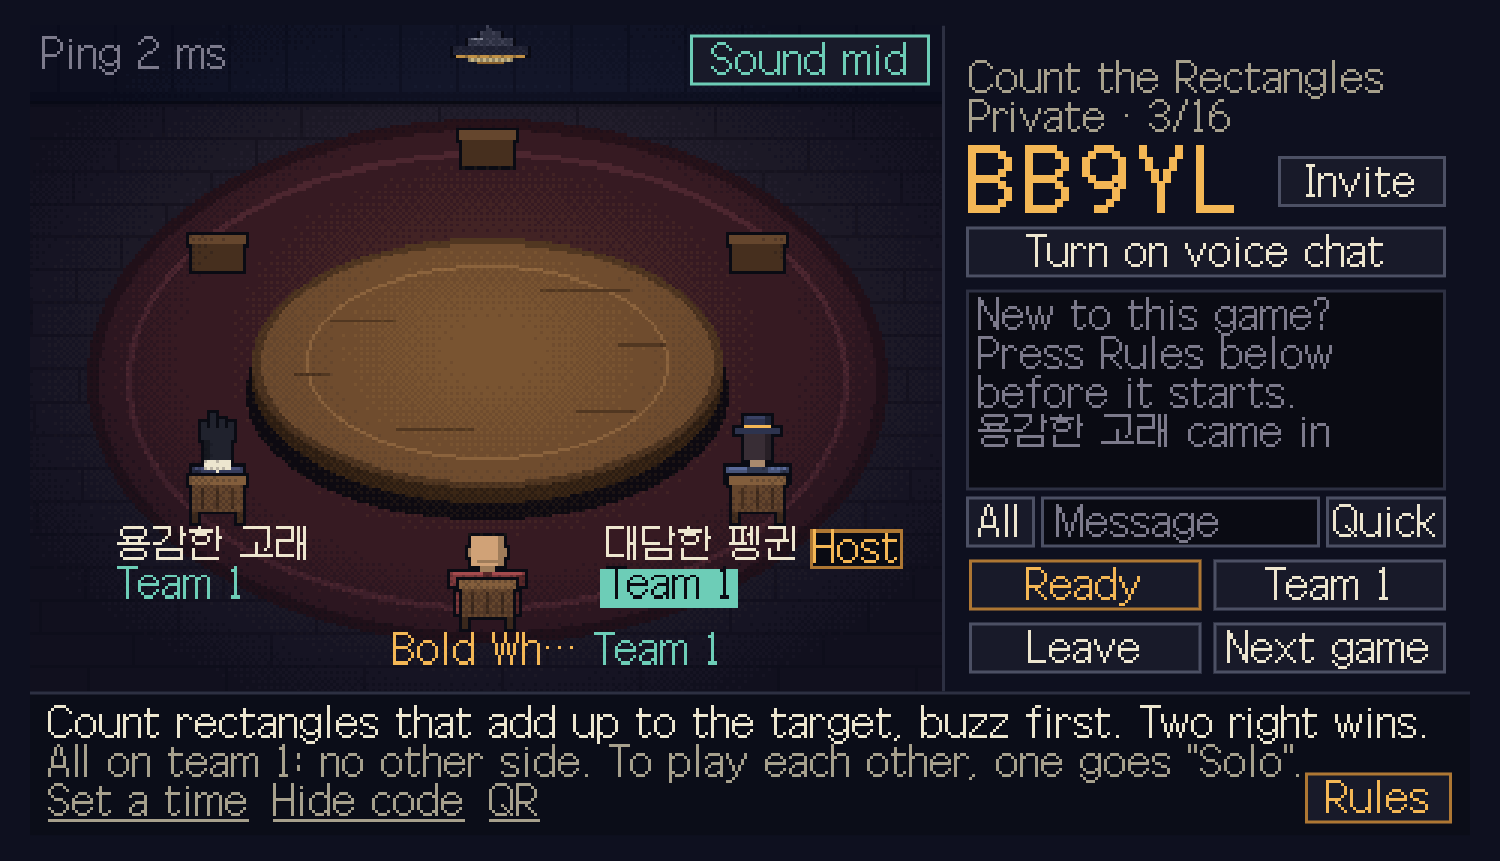 Ping 2 ms
Sound mid
Count the Rectangles
Private · 3/16
BB9YL
Invite
Turn on voice chat
New to this game?
Press Rules below
before it starts.
용감한 고래 came in
All
Message
Quick
Ready
Team 1
Leave
Next game
용감한 고래
Team 1
대담한 펭귄
Host
Team 1
Bold Wh… Team 1
Count rectangles that add up to the target, buzz first. Two right wins.
All on team 1: no other side. To play each other, one goes "Solo".
Set a time Hide code QR
Rules